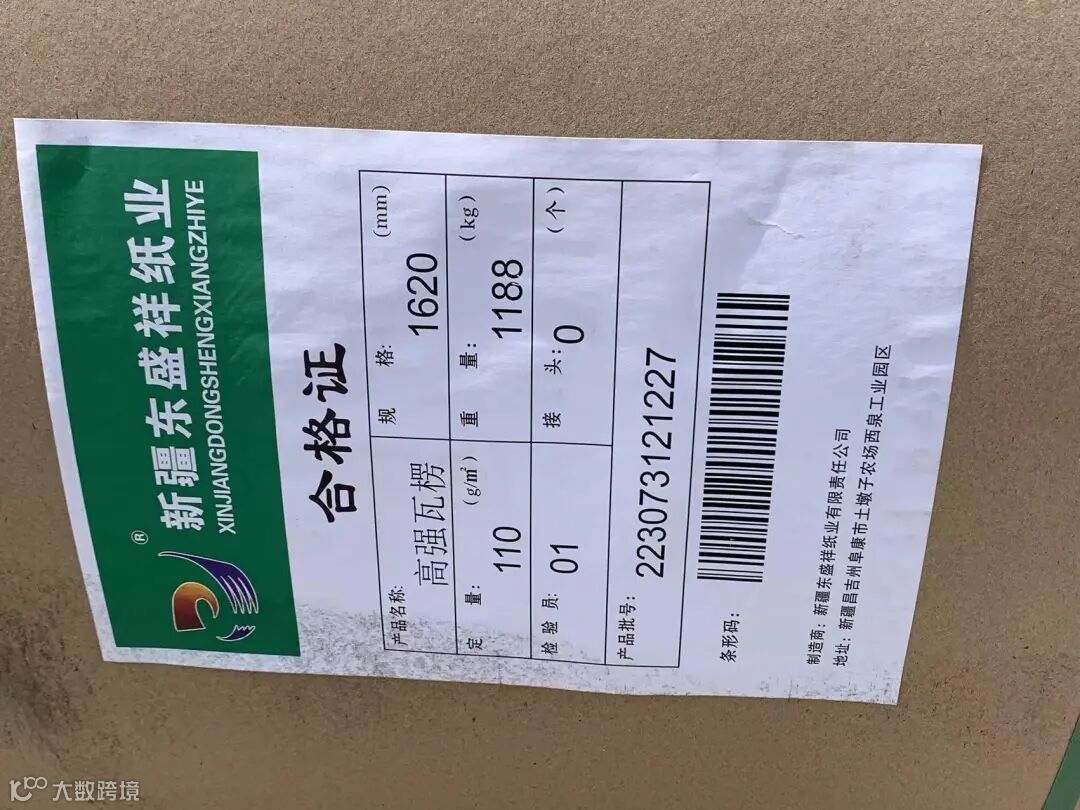 ®
新疆东盛祥纸业
XINJIANGDONGSHENGXIANGZHIYE
合格证
产品名称: 高强瓦楞 规 格: 1620 (mm)
定 量: 110 (g/m²) 重 量: 1188 (kg)
检 验 员: 01 接 头: 0 (个)
产品批号: 223073121227
条形码:
制造商: 新疆东盛祥纸业有限责任公司
地址: 新疆昌吉州阜康市土墩子农场西泉工业园区
大数跨境